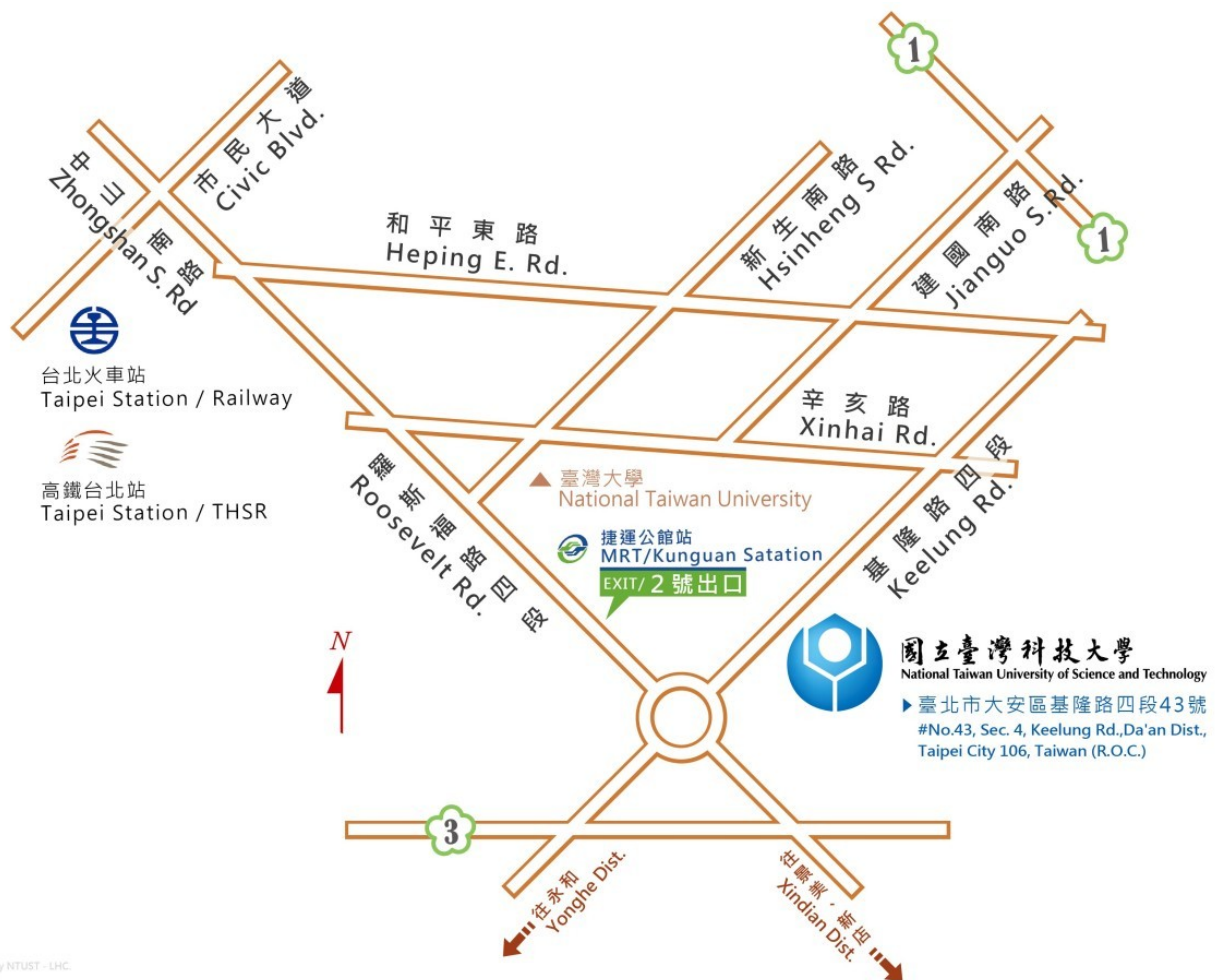 1
市民大道
Civic Blvd.
中山南路
Zhongshan S. Rd
和平東路
Heping E. Rd.
新生南路
Hsinheng S Rd.
建國南路
Jianguo S. Rd.
1
台北火車站
Taipei Station / Railway
高鐵台北站
Taipei Station / THSR
辛亥路
Xinhai Rd.
羅斯福路四段
Roosevelt Rd.
臺灣大學
National Taiwan University
捷運公館站
MRT/Kunguan Satation
EXIT/ 2 號出口
基隆路四段
Keelung Rd.
N
國立臺灣科技大學
National Taiwan University of Science and Technology
臺北市大安區基隆路四段43號
#No.43, Sec. 4, Keelung Rd.,Da'an Dist.,
Taipei City 106, Taiwan (R.O.C.)
3
往永和
Yonghe Dist.
往景美、新店
Xindian Dist.
y NTUST - LHC.